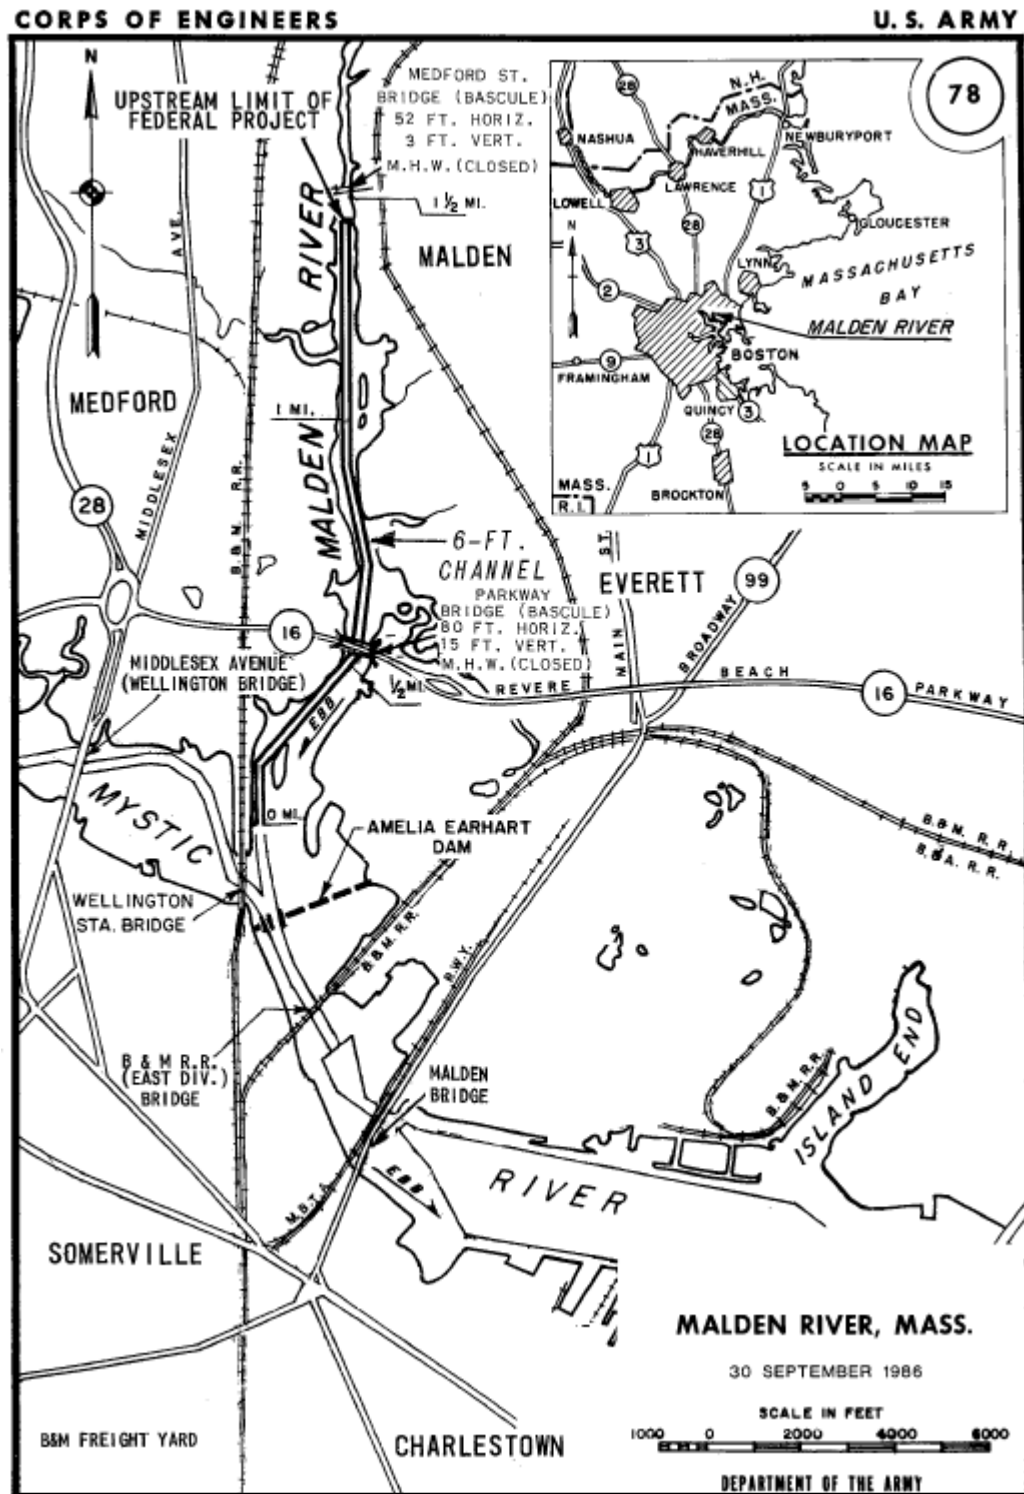 CORPS OF ENGINEERS
U. S. ARMY
78
N
UPSTREAM LIMIT OF
FEDERAL PROJECT
MEDFORD ST.
BRIDGE (BASCULE)
52 FT. HORIZ.
3 FT. VERT.
M.H.W. (CLOSED)
1 ½ MI.
MALDEN
RIVER
AVE.
MEDFORD
1 MI.
MALDEN
MIDDLESEX
B.&M. R.R.
28
6-FT.
CHANNEL
PARKWAY
BRIDGE (BASCULE)
80 FT. HORIZ.
15 FT. VERT.
M.H.W. (CLOSED)
½ MI.
16
MIDDLESEX AVENUE
(WELLINGTON BRIDGE)
EBB
ST.
MAIN
EVERETT
BROADWAY
99
REVERE
BEACH
16
PARKWAY
MYSTIC
0 MI.
AMELIA EARHART
DAM
WELLINGTON
STA. BRIDGE
B.&M. R.R.
B.&A. R.R.
B.&M. R.R.
B.W.Y.
B & M R.R.
(EAST DIV.)
BRIDGE
MALDEN
BRIDGE
B.&M. R.R.
ISLAND END
EBB
RIVER
M.B.T.A.
SOMERVILLE
B&M FREIGHT YARD
CHARLESTOWN
28
N.H.
MASS.
NASHUA
HAVERHILL
NEWBURYPORT
LAWRENCE
1
LOWELL
28
GLOUCESTER
N
3
LYNN
MASSACHUSETTS
BAY
2
MALDEN RIVER
BOSTON
9
FRAMINGHAM
QUINCY
3
28
1
LOCATION MAP
SCALE IN MILES
5 0 5 10 15
MASS.
R.I.
BROCKTON
MALDEN RIVER, MASS.
30 SEPTEMBER 1986
SCALE IN FEET
1000 0 2000 4000 6000
DEPARTMENT OF THE ARMY